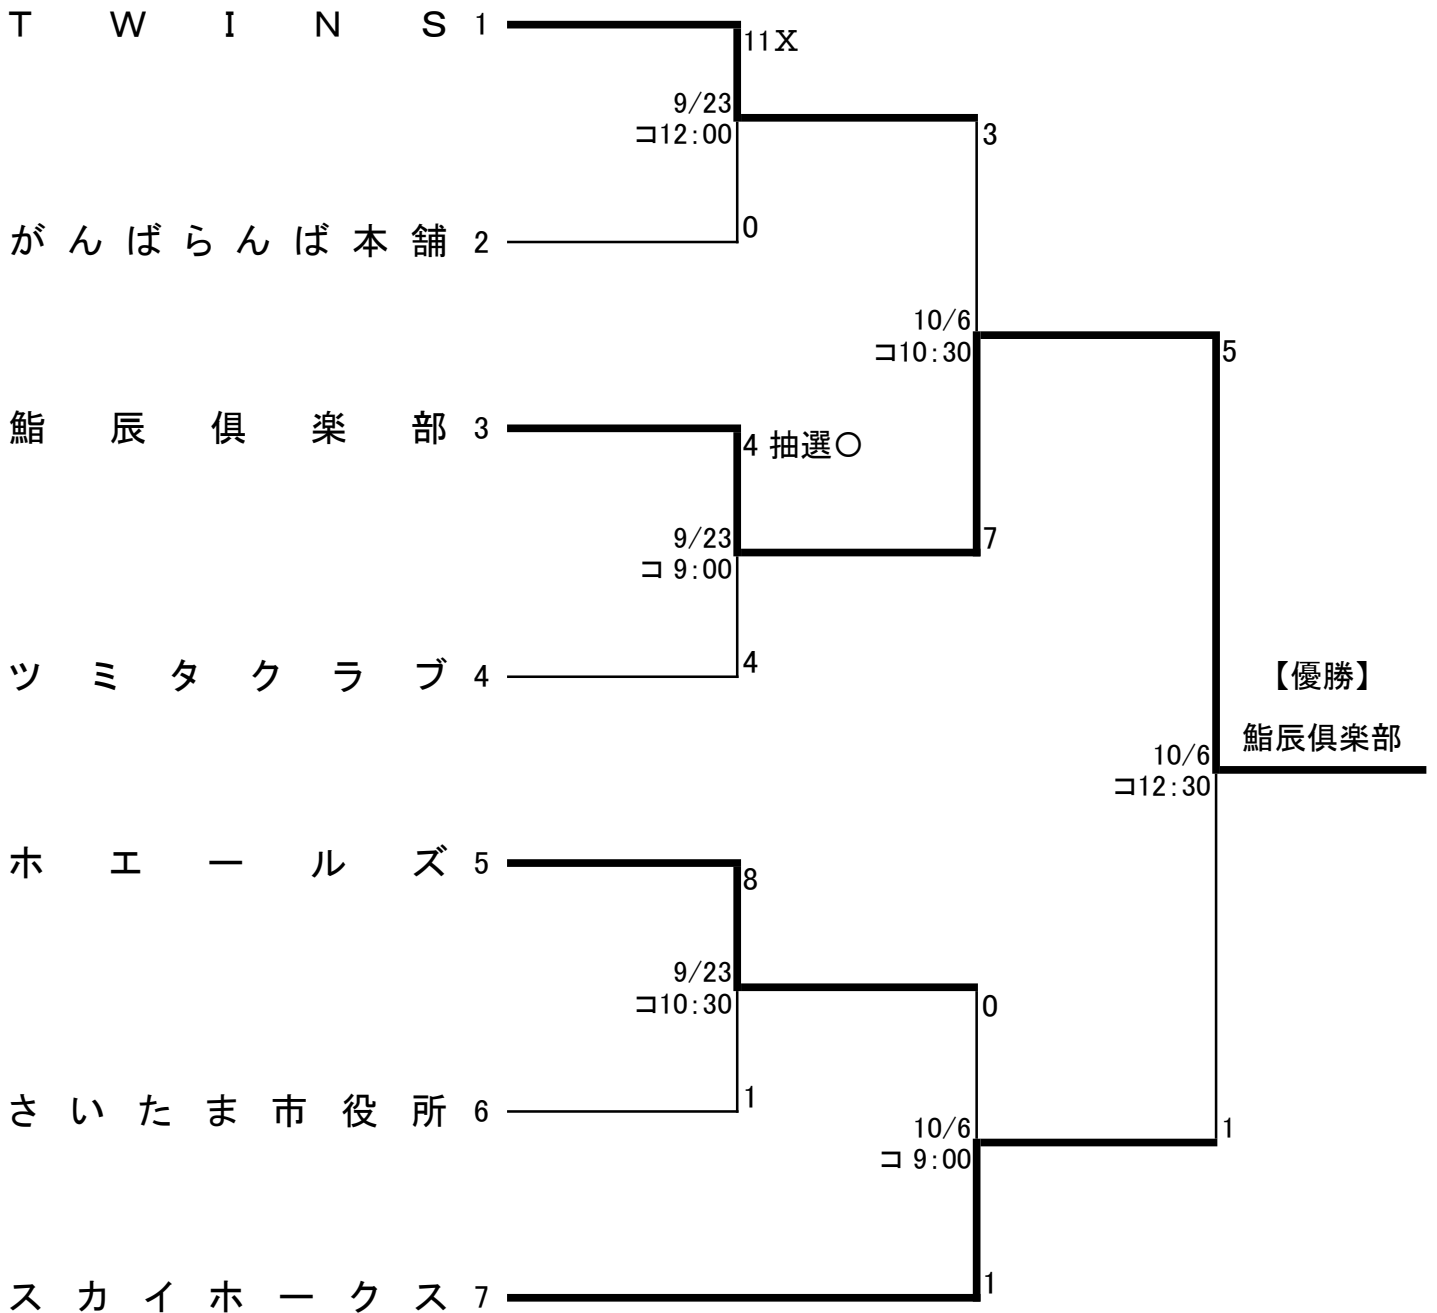 ＴＷＩＮＳ 1
11X
9/23
コ12:00
3
がんばらんば本舗 2
0
10/6
コ10:30
5
鮨辰倶楽部 3
4 抽選○
9/23
コ 9:00
7
ツミタクラブ 4
4
【優勝】
鮨辰倶楽部
10/6
コ12:30
ホエールズ 5
8
9/23
コ10:30
0
さいたま市役所 6
1
10/6
コ 9:00
1
スカイホークス 7
1